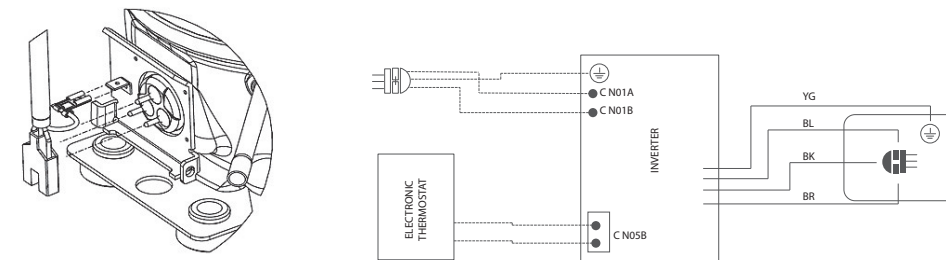 C N01A
C N01B
YG
BL
BK
BR
INVERTER
ELECTRONIC
THERMOSTAT
C N05B